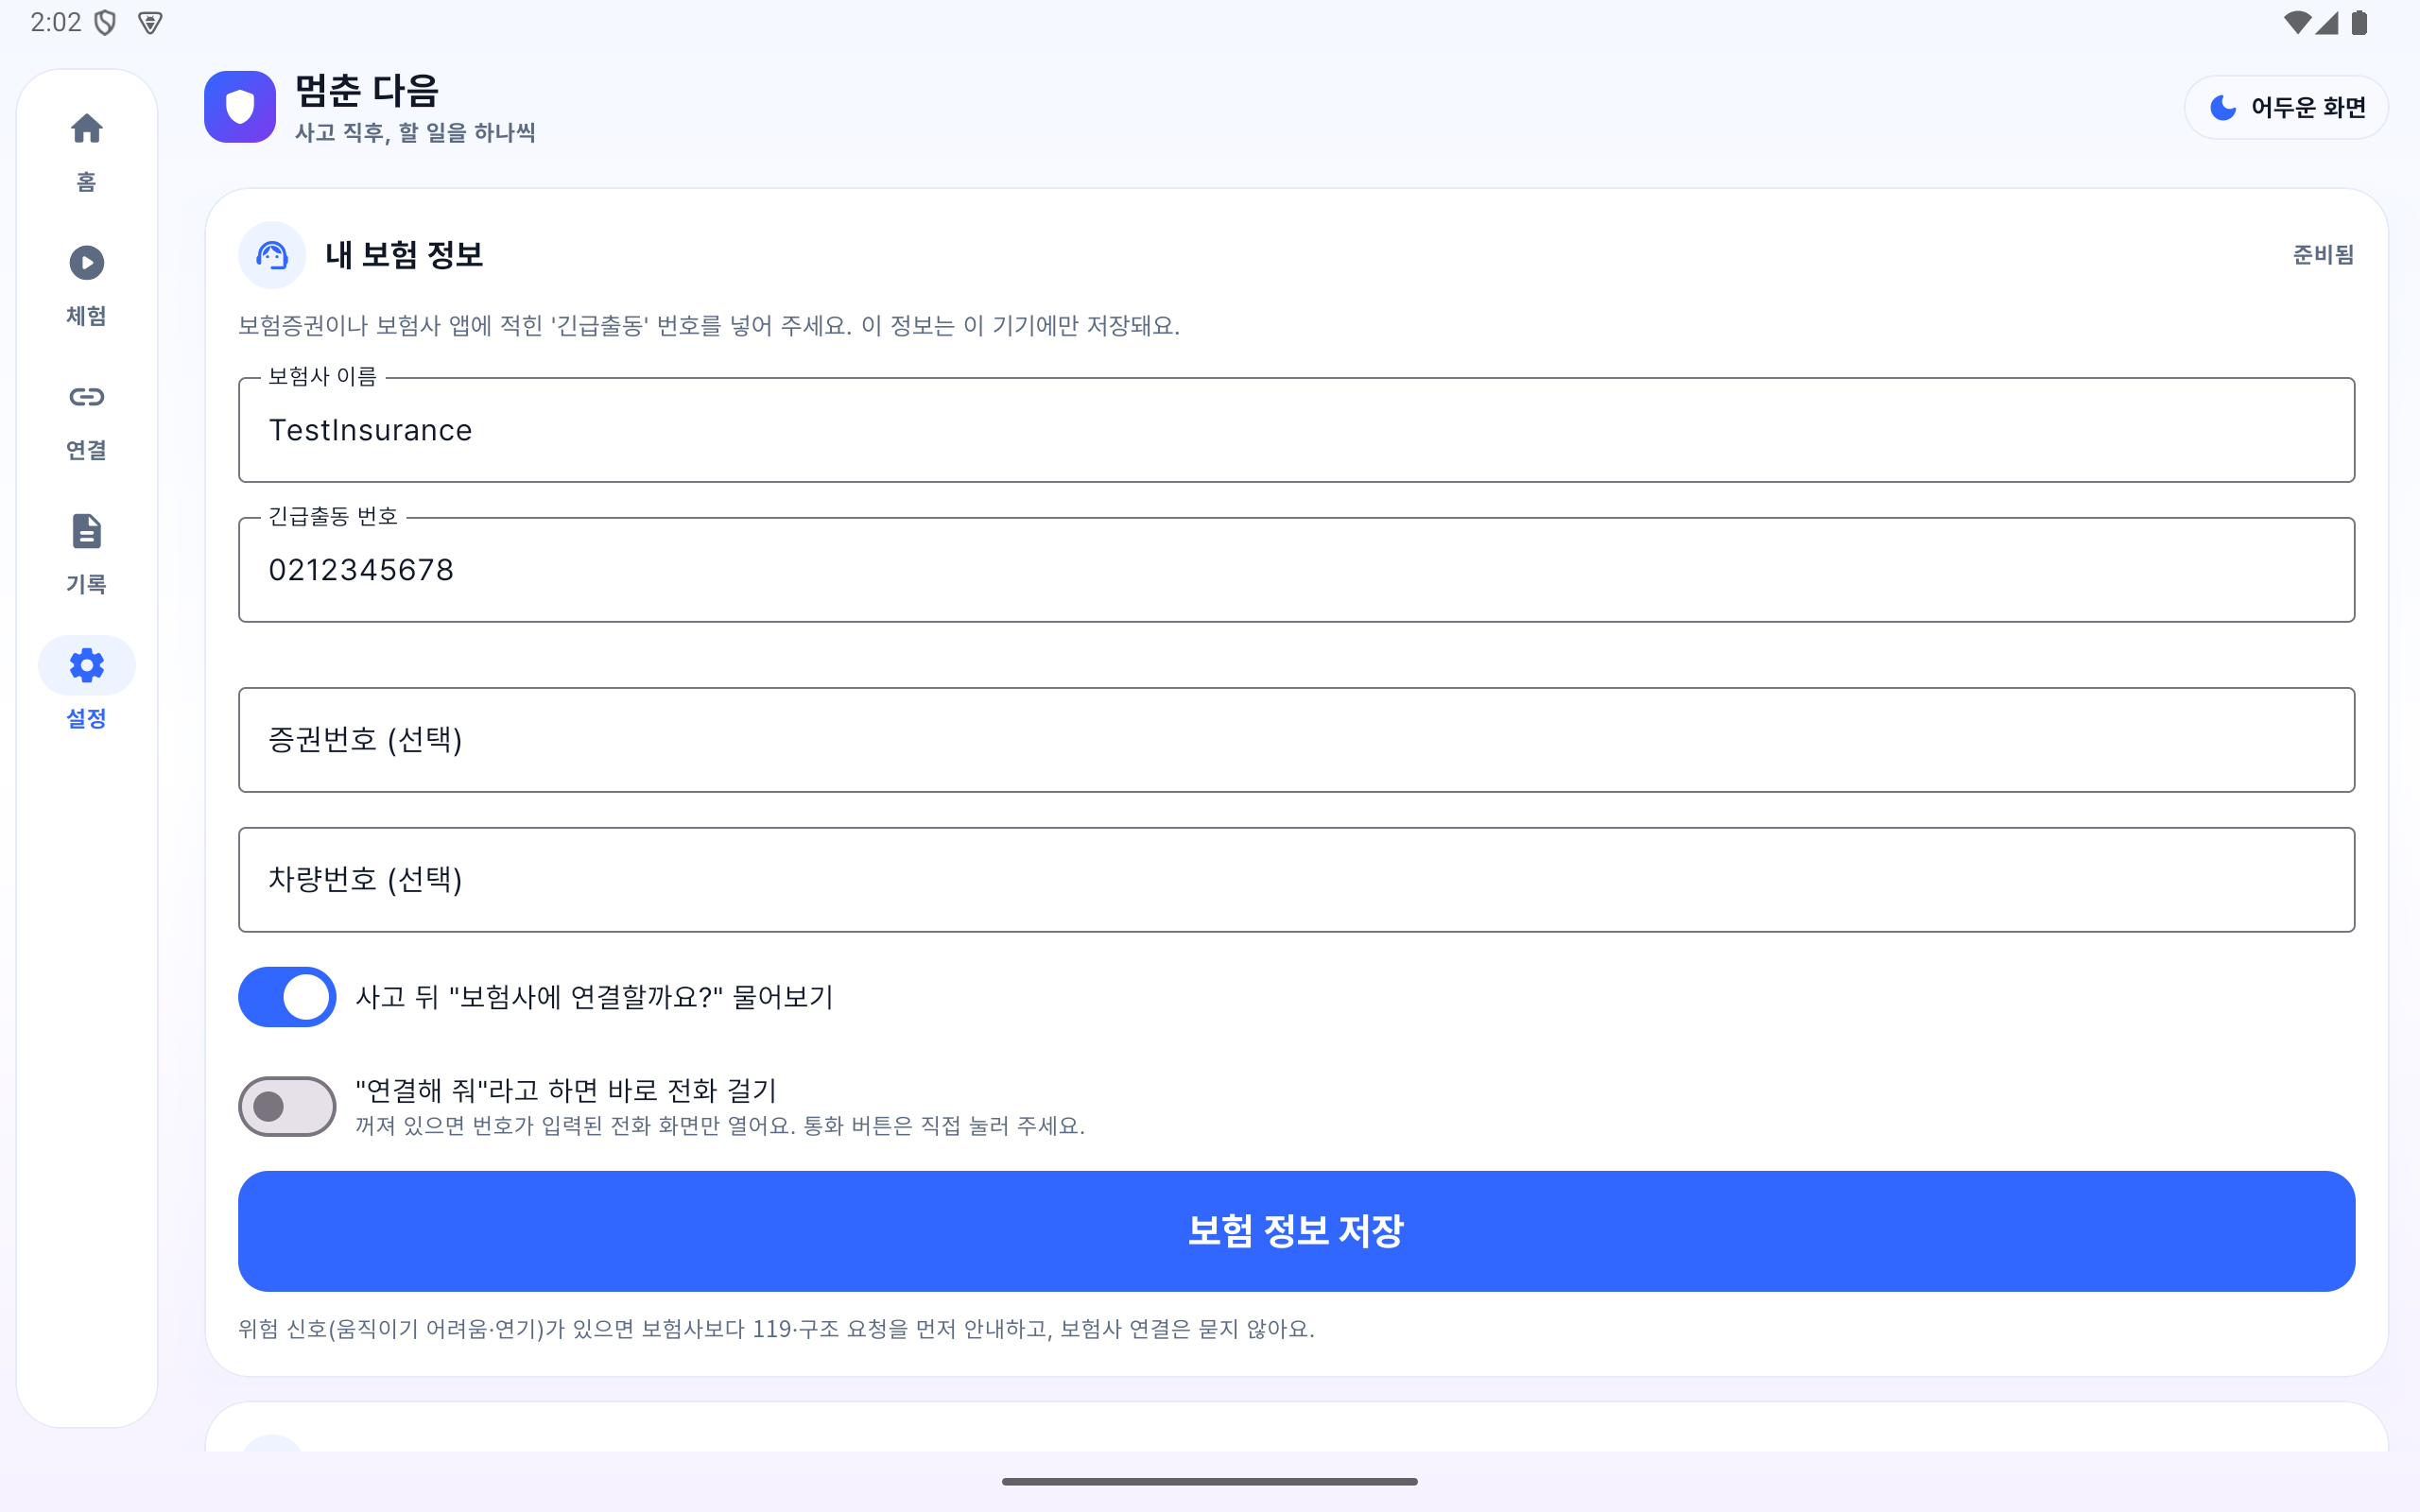 2:02
멈춘 다음
사고 직후, 할 일을 하나씩
어두운 화면
홈
체험
연결
기록
설정
내 보험 정보
준비됨
보험증권이나 보험사 앱에 적힌 '긴급출동' 번호를 넣어 주세요. 이 정보는 이 기기에만 저장돼요.
보험사 이름
TestInsurance
긴급출동 번호
0212345678
증권번호 (선택)
차량번호 (선택)
사고 뒤 "보험사에 연결할까요?" 물어보기
"연결해 줘"라고 하면 바로 전화 걸기
꺼져 있으면 번호가 입력된 전화 화면만 열어요. 통화 버튼은 직접 눌러 주세요.
보험 정보 저장
위험 신호(움직이기 어려움·연기)가 있으면 보험사보다 119·구조 요청을 먼저 안내하고, 보험사 연결은 묻지 않아요.